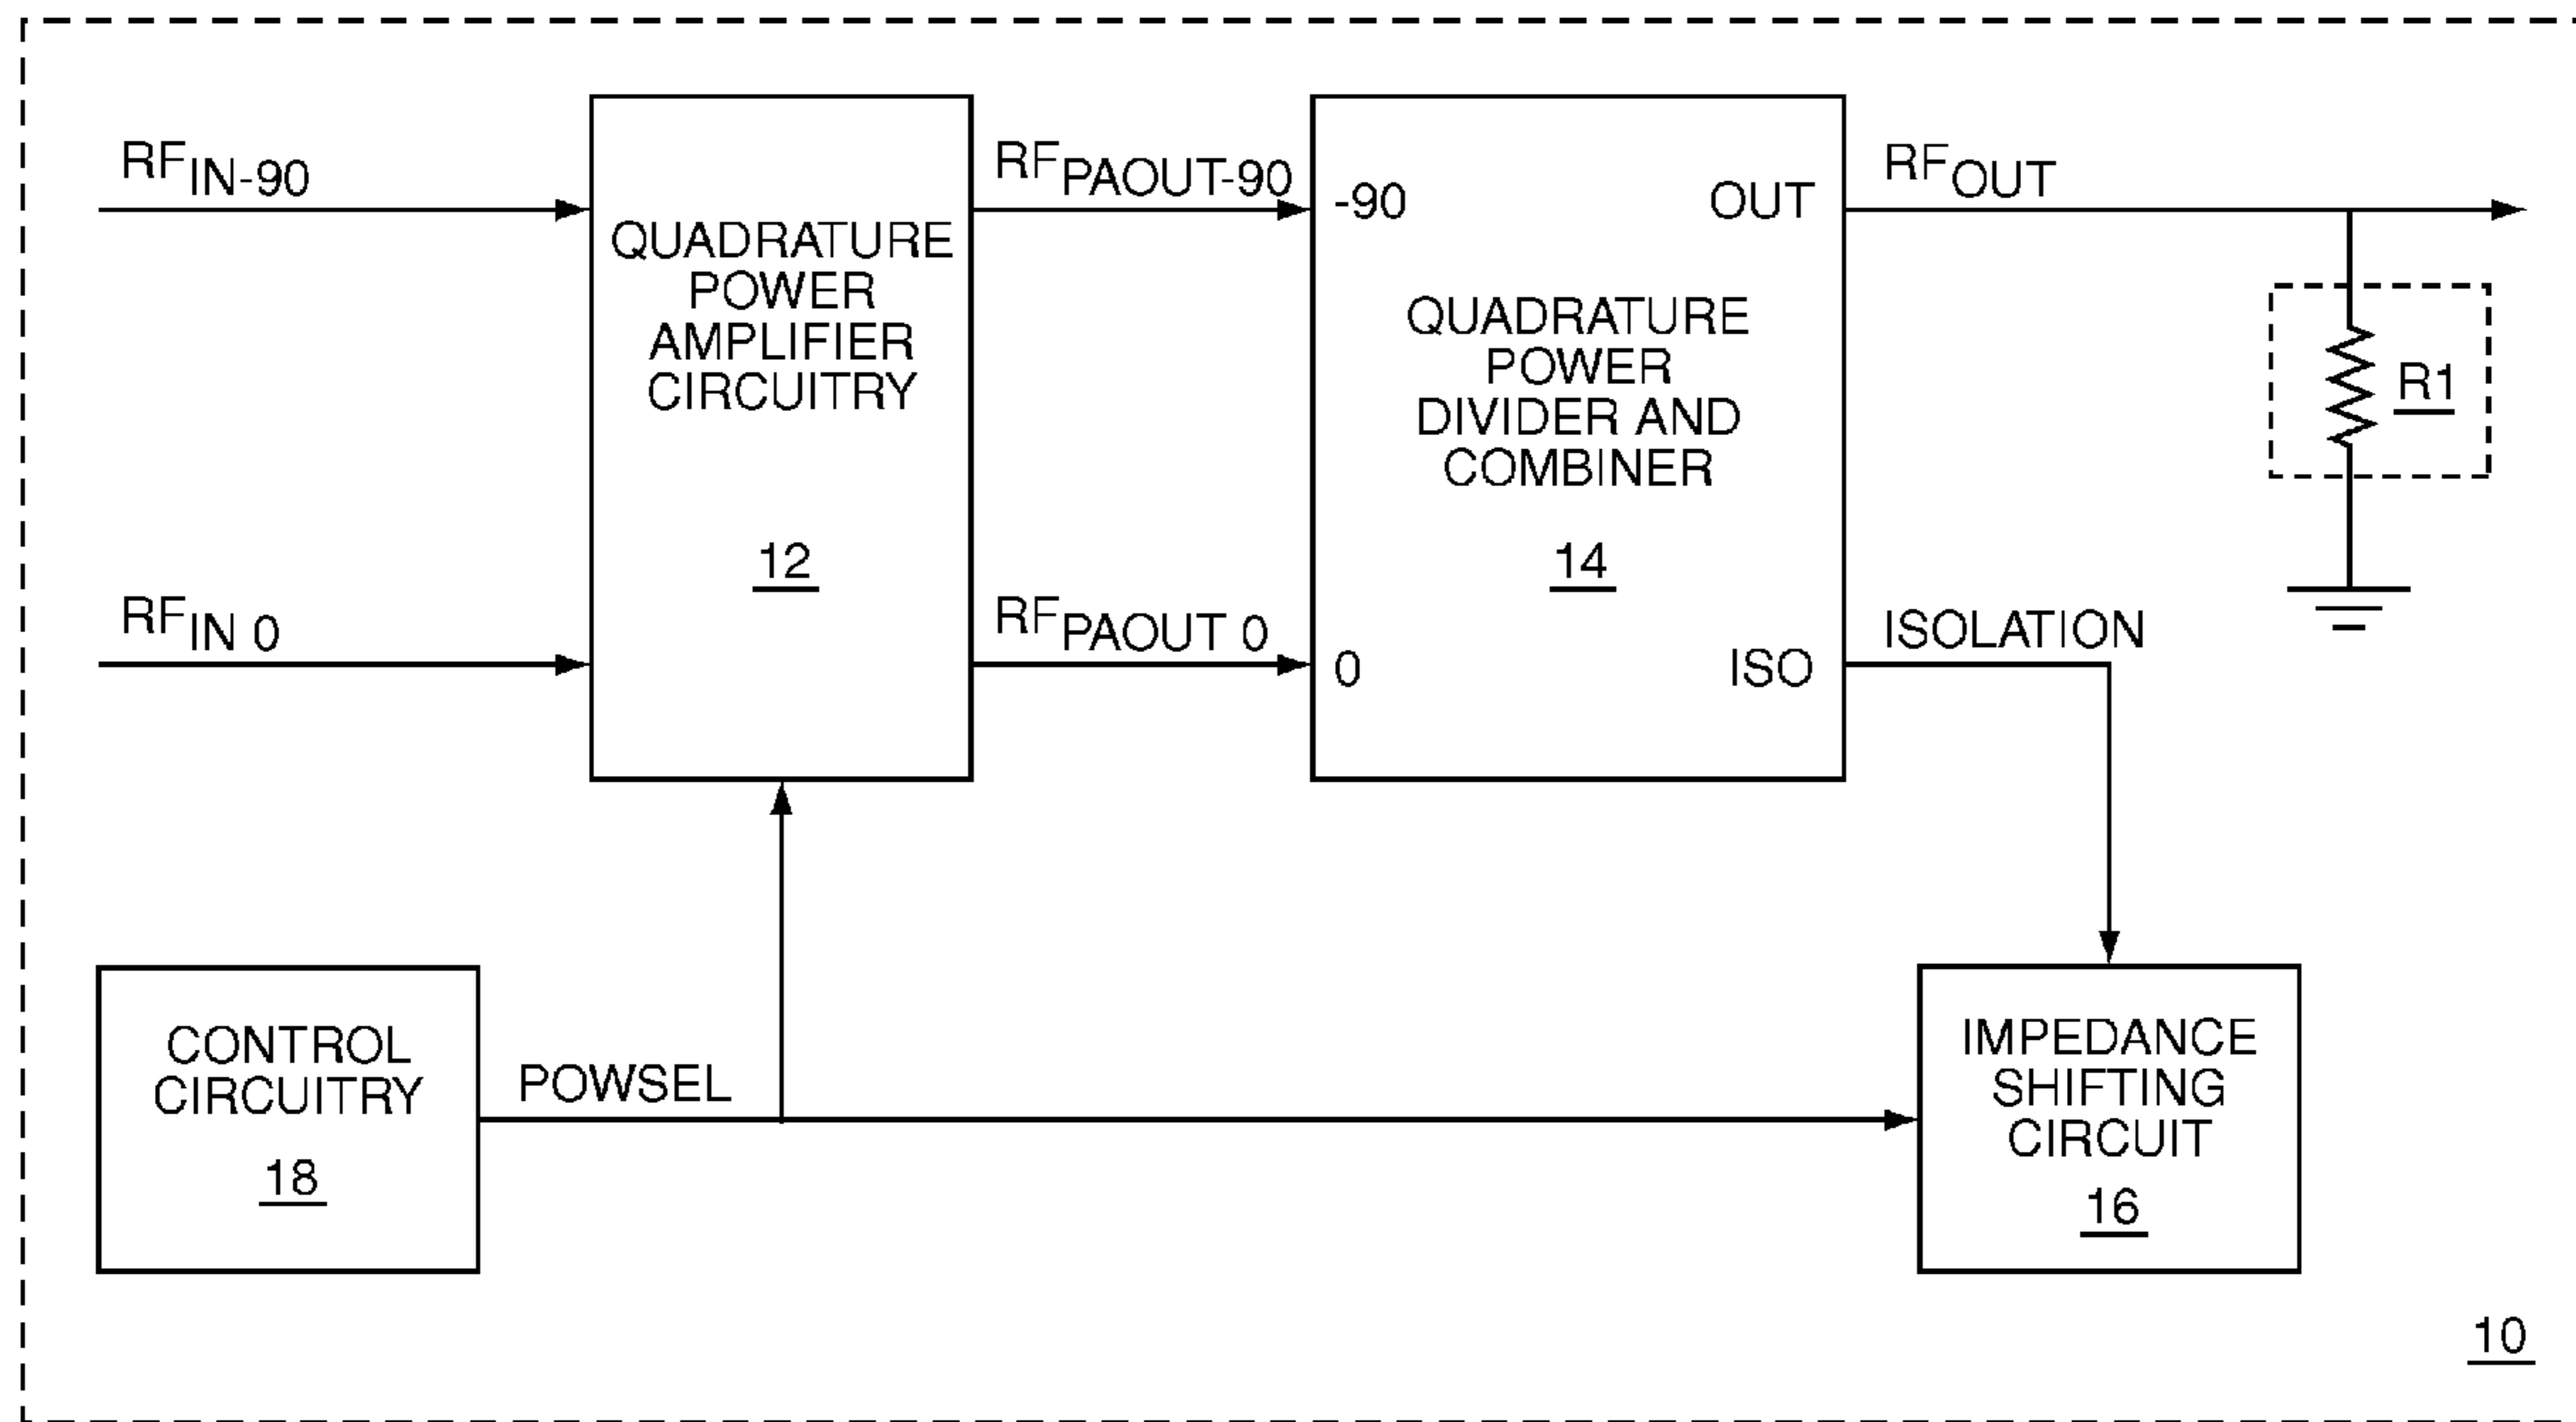 RFIN-90
QUADRATURE
POWER
AMPLIFIER
CIRCUITRY
12
RFIN 0
RFPAOUT-90
RFPAOUT 0
-90
OUT
QUADRATURE
POWER
DIVIDER AND
COMBINER
14
0
ISO
RFOUT
R1
ISOLATION
CONTROL
CIRCUITRY
18
POWSEL
IMPEDANCE
SHIFTING
CIRCUIT
16
10